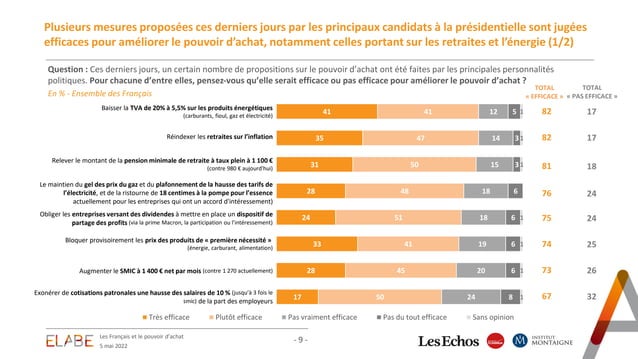 Plusieurs mesures proposées ces derniers jours par les principaux candidats à la présidentielle sont jugées
efficaces pour améliorer le pouvoir d'achat, notamment celles portant sur les retraites et l'énergie (1/2)
Question : Ces derniers jours, un certain nombre de propositions sur le pouvoir d'achat ont été faites par les principales personnalités
politiques. Pour chacune d'entre elles, pensez-vous qu'elle serait efficace ou pas efficace pour améliorer le pouvoir d'achat ?
En % - Ensemble des Français
TOTAL « EFFICACE »
TOTAL « PAS EFFICACE »
Baisser la TVA de 20% à 5,5% sur les produits énergétiques
(carburants, fioul, gaz et électricité)
41 41 12 5 1 82 17
Réindexer les retraites sur l'inflation
35 47 14 3 1 82 17
Relever le montant de la pension minimale de retraite à taux plein à 1 100 €
(contre 980 € aujourd'hui)
31 50 15 3 1 81 18
Le maintien du gel des prix du gaz et du plafonnement de la hausse des tarifs de
l'électricité, et de la ristourne de 18 centimes à la pompe pour l'essence
actuellement pour les entreprises qui ont un accord d'intéressement)
28 48 18 6 76 24
Obliger les entreprises versant des dividendes à mettre en place un dispositif de
partage des profits (via la prime Macron, la participation ou l'intéressement)
24 51 18 6 1 75 24
Bloquer provisoirement les prix des produits de « première nécessité »
(énergie, carburant, alimentation)
33 41 19 6 1 74 25
Augmenter le SMIC à 1 400 € net par mois (contre 1 270 actuellement)
28 45 20 6 1 73 26
Exonérer de cotisations patronales une hausse des salaires de 10 % (jusqu'à 3 fois le
smic) de la part des employeurs
17 50 24 8 1 67 32
Très efficace Plutôt efficace Pas vraiment efficace Pas du tout efficace Sans opinion
ELABE
Les Français et le pouvoir d'achat
5 mai 2022
- 9 -
Les Echos
INSTITUT
MONTAIGNE